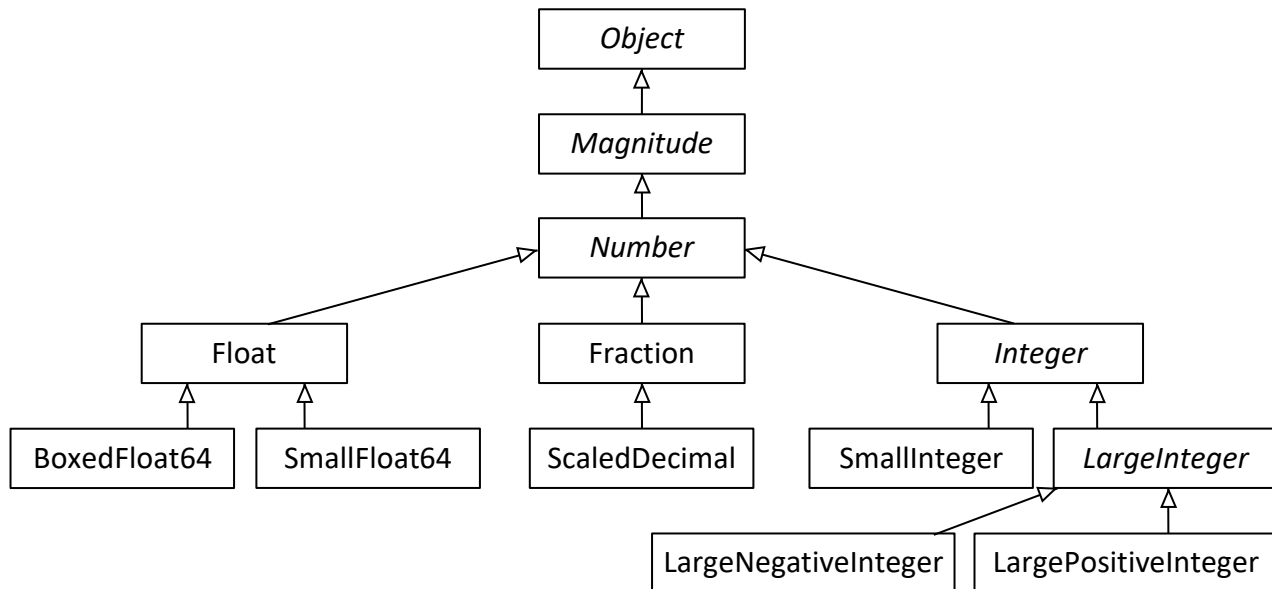 Object
Magnitude
Number
Float
Fraction
Integer
BoxedFloat64
SmallFloat64
ScaledDecimal
SmallInteger
LargeInteger
LargeNegativeInteger
LargePositiveInteger